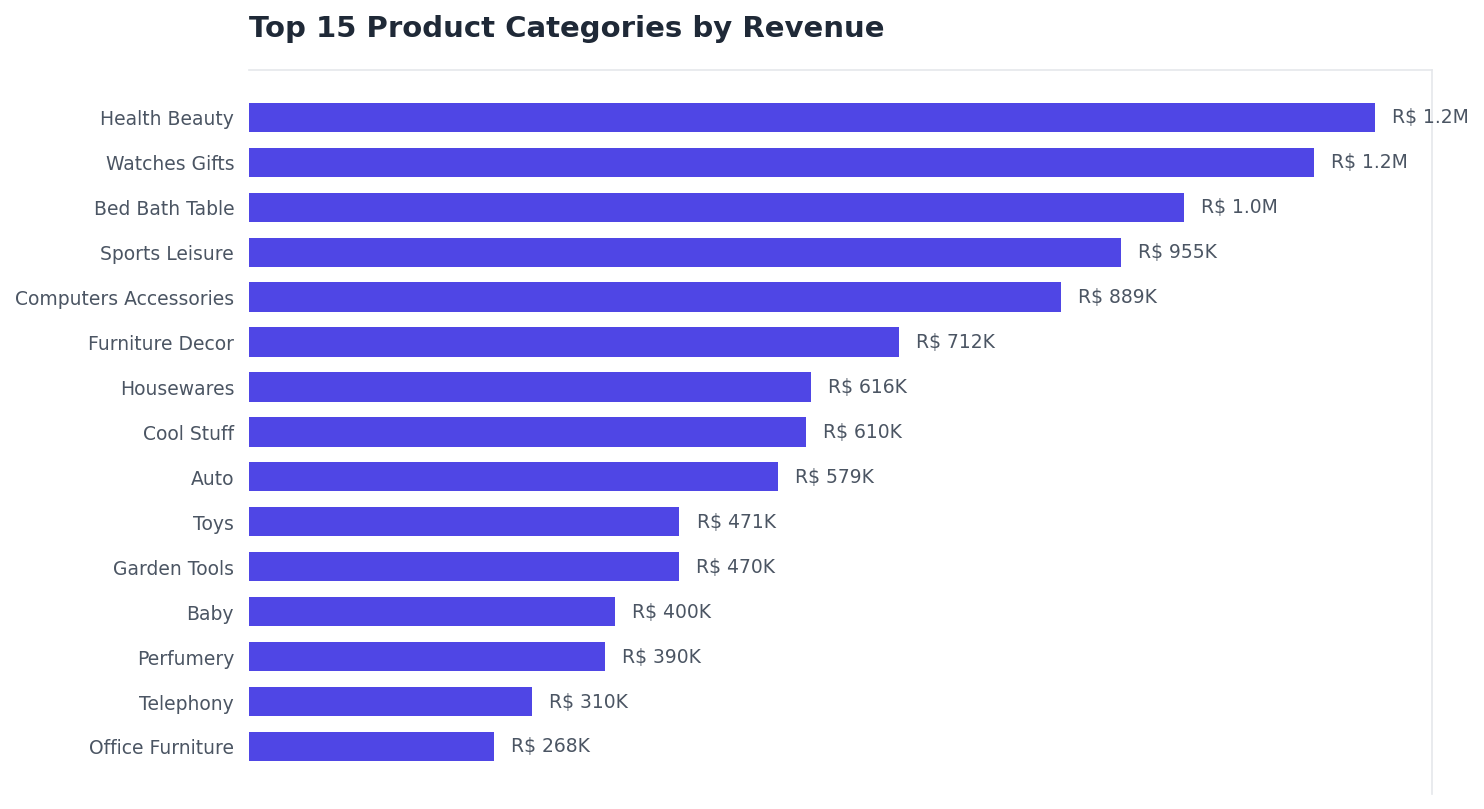 Top 15 Product Categories by Revenue
Health Beauty R$ 1.2M
Watches Gifts R$ 1.2M
Bed Bath Table R$ 1.0M
Sports Leisure R$ 955K
Computers Accessories R$ 889K
Furniture Decor R$ 712K
Housewares R$ 616K
Cool Stuff R$ 610K
Auto R$ 579K
Toys R$ 471K
Garden Tools R$ 470K
Baby R$ 400K
Perfumery R$ 390K
Telephony R$ 310K
Office Furniture R$ 268K